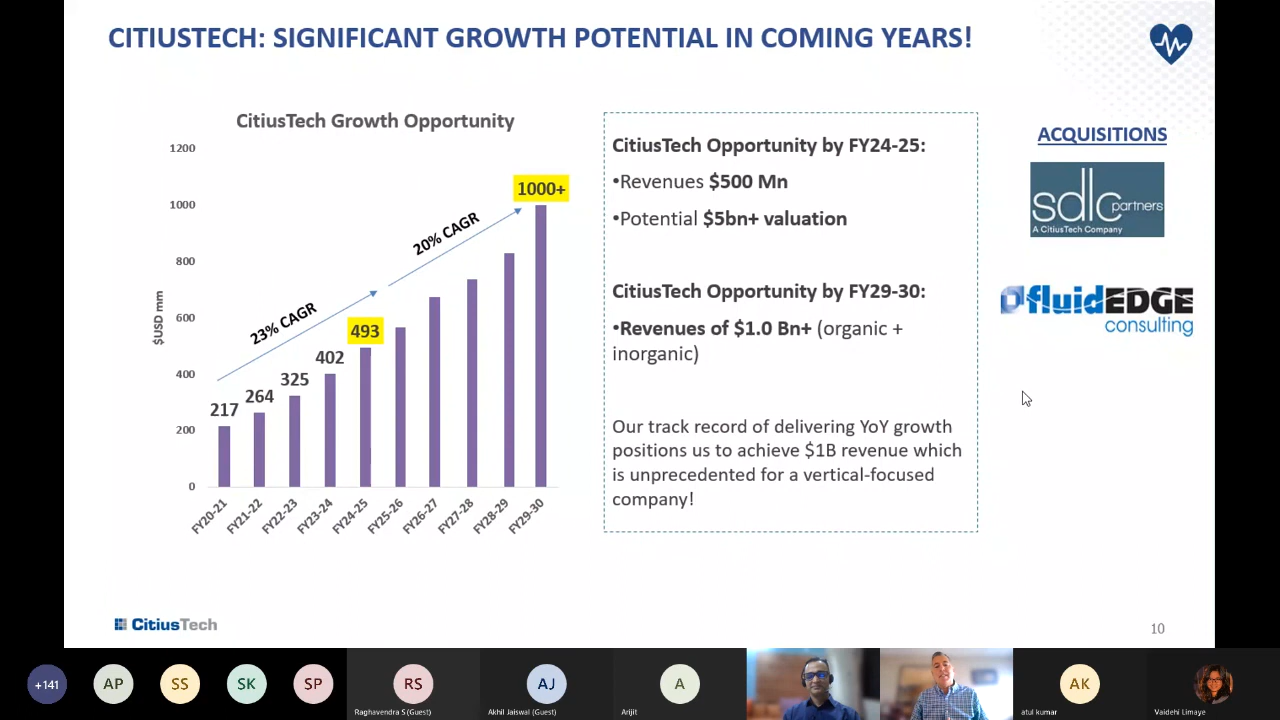 CITIUSTECH: SIGNIFICANT GROWTH POTENTIAL IN COMING YEARS!
CitiusTech Growth Opportunity
$USD mm
1200
1000
800
600
400
200
0
23% CAGR
20% CAGR
217
264
325
402
493
1000+
FY20-21
FY21-22
FY22-23
FY23-24
FY24-25
FY25-26
FY26-27
FY27-28
FY28-29
FY29-30
CitiusTech Opportunity by FY24-25:
•Revenues $500 Mn
•Potential $5bn+ valuation
CitiusTech Opportunity by FY29-30:
•Revenues of $1.0 Bn+ (organic +
inorganic)
Our track record of delivering YoY growth
positions us to achieve $1B revenue which
is unprecedented for a vertical-focused
company!
ACQUISITIONS
sdlc partners
A CitiusTech Company
fluidEDGE
consulting
CitiusTech
10
+141
AP
SS
SK
SP
RS
Raghavendra S (Guest)
AJ
Akhil Jaiswal (Guest)
A
Arijit
AK
atul kumar
Vaidehi Limaye